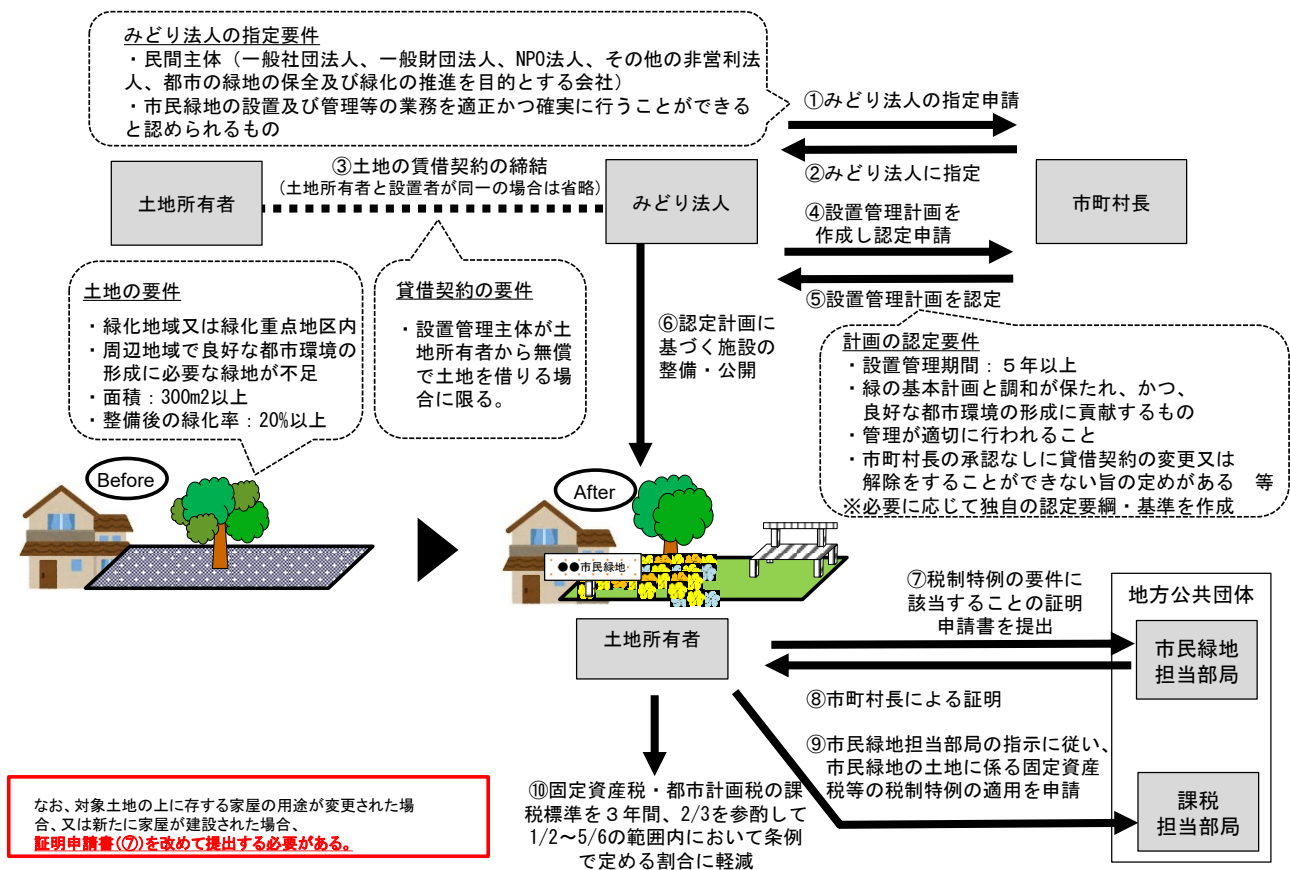 みどり法人の指定要件
・民間主体（一般社団法人、一般財団法人、NPO法人、その他の非営利法
人、都市の緑地の保全及び緑化の推進を目的とする会社）
・市民緑地の設置及び管理等の業務を適正かつ確実に行うことができる
と認められるもの
①みどり法人の指定申請
②みどり法人に指定
③土地の賃借契約の締結
（土地所有者と設置者が同一の場合は省略）
土地所有者
みどり法人
市町村長
④設置管理計画を
作成し認定申請
⑤設置管理計画を認定
土地の要件
・緑化地域又は緑化重点地区内
・周辺地域で良好な都市環境の
形成に必要な緑地が不足
・面積：300m2以上
・整備後の緑化率：20%以上
貸借契約の要件
・設置管理主体が土
地所有者から無償
で土地を借りる場
合に限る。
⑥認定計画に
基づく施設の
整備・公開
計画の認定要件
・設置管理期間：５年以上
・緑の基本計画と調和が保たれ、かつ、
良好な都市環境の形成に貢献するもの
・管理が適切に行われること
・市町村長の承認なしに貸借契約の変更又は
解除をすることができない旨の定めがある　等
※必要に応じて独自の認定要綱・基準を作成
Before
After
●●市民緑地
土地所有者
⑦税制特例の要件に
該当することの証明
申請書を提出
地方公共団体
市民緑地
担当部局
⑧市町村長による証明
⑨市民緑地担当部局の指示に従い、
市民緑地の土地に係る固定資産
税等の税制特例の適用を申請
課税
担当部局
⑩固定資産税・都市計画税の課
税標準を３年間、2/3を参酌して
1/2～5/6の範囲内において条例
で定める割合に軽減
なお、対象土地の上に存する家屋の用途が変更された場
合、又は新たに家屋が建設された場合、
証明申請書（⑦）を改めて提出する必要がある。